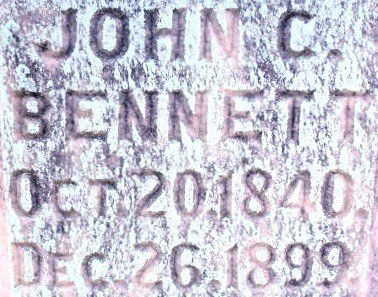 JOHN C.
BENNETT
OCT. 20, 1840.
DEC. 26, 1899